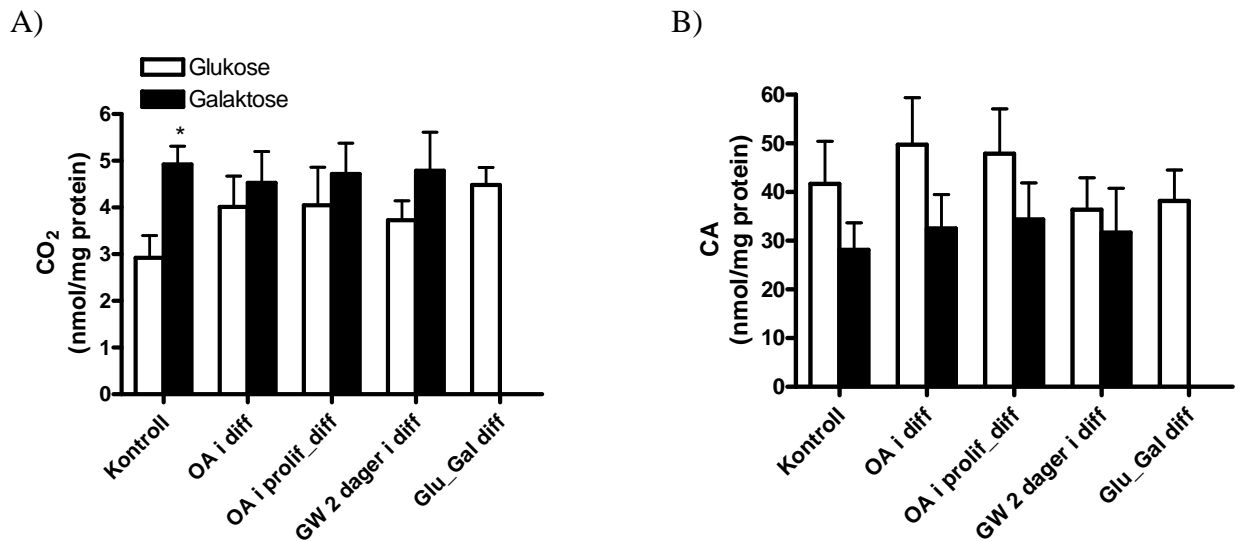 A)
Glukose
Galaktose
CO2
(nmol/mg protein)
6
5
4
3
2
1
0
*
Kontroll
OA i diff
OA i prolif_diff
GW 2 dager i diff
Glu_Gal diff
B)
CA
(nmol/mg protein)
60
50
40
30
20
10
0
Kontroll
OA i diff
OA i prolif_diff
GW 2 dager i diff
Glu_Gal diff